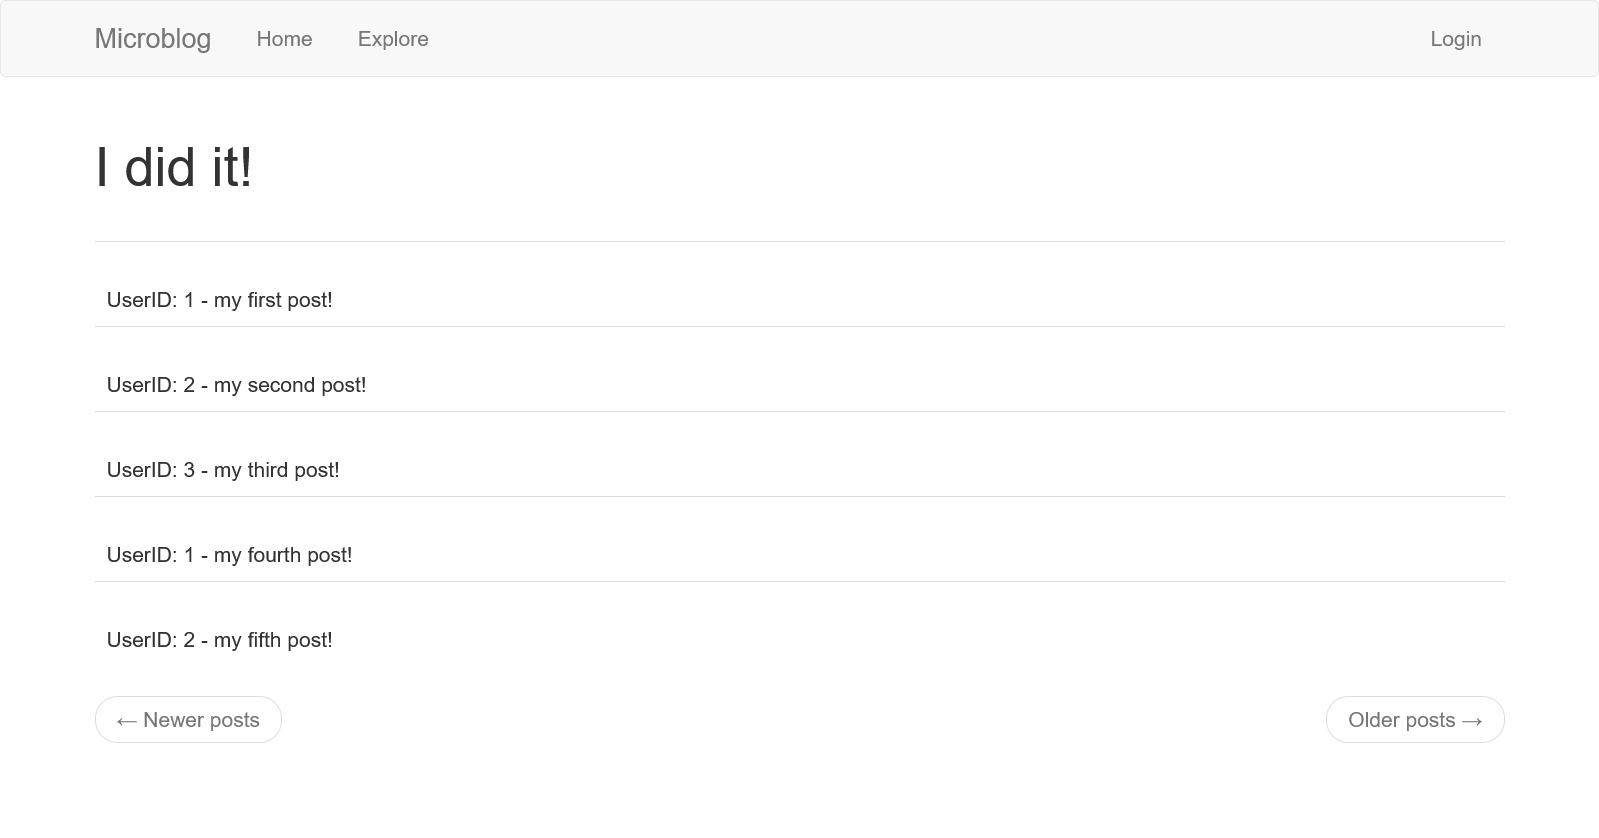 Microblog Home Explore Login
I did it!
UserID: 1 - my first post!
UserID: 2 - my second post!
UserID: 3 - my third post!
UserID: 1 - my fourth post!
UserID: 2 - my fifth post!
← Newer posts Older posts →